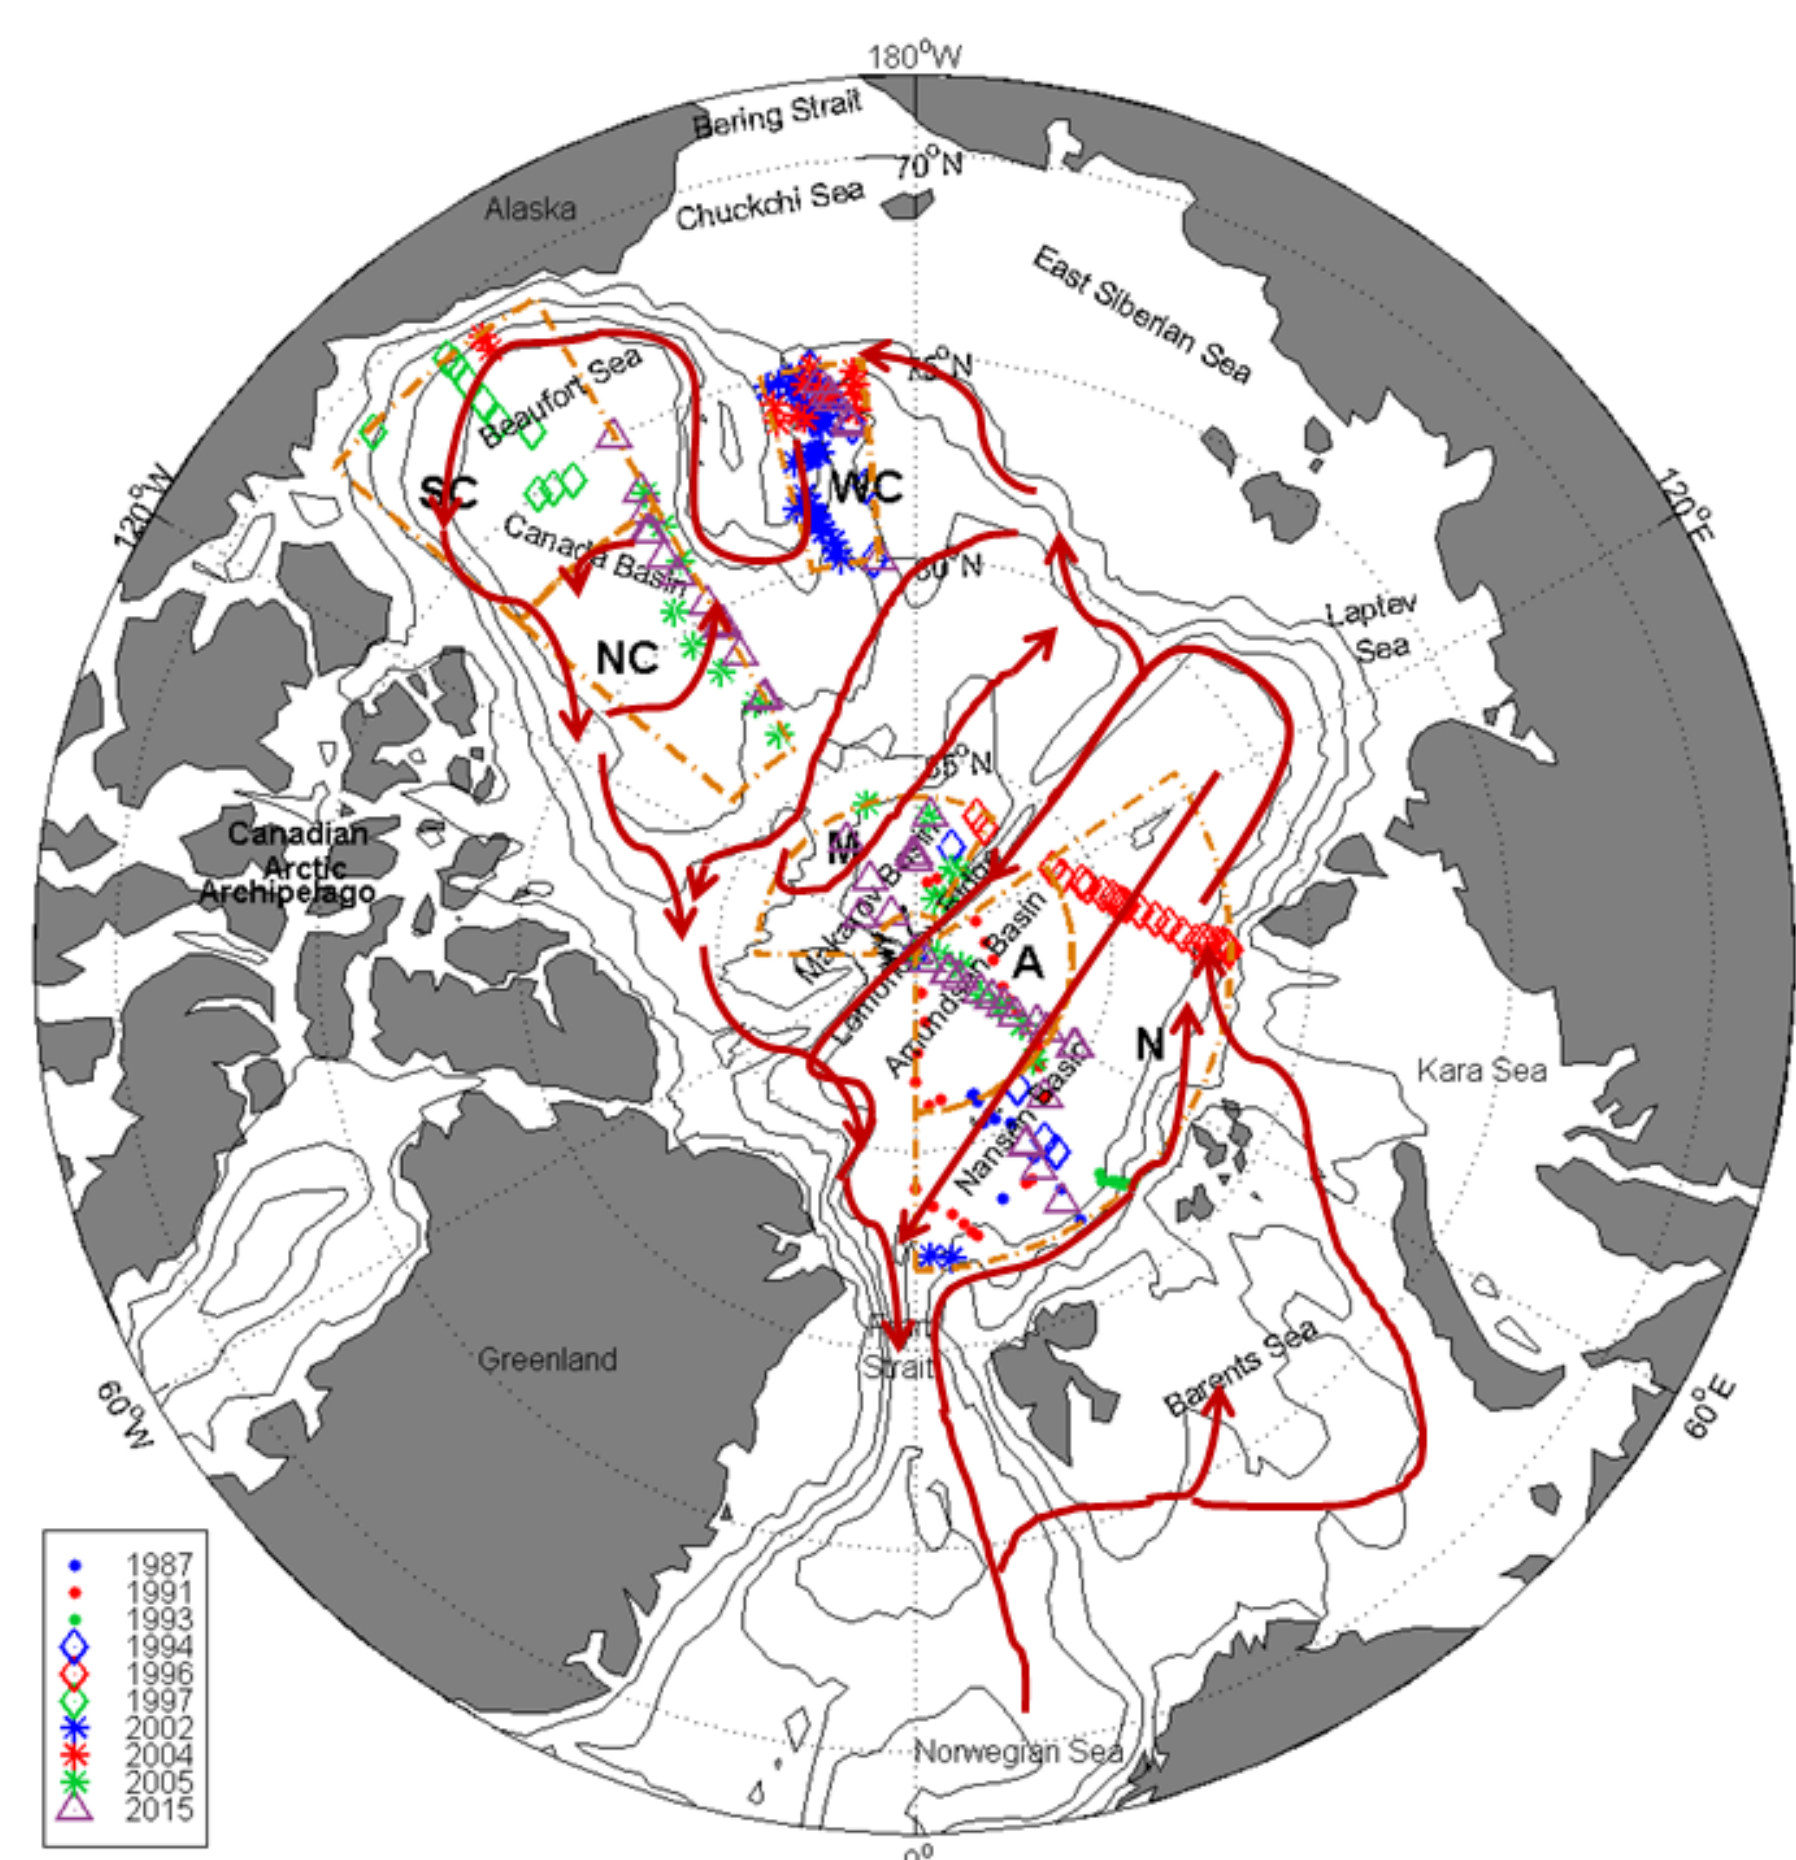 180°W
Bering Strait
70°N
Chuckchi Sea
Alaska
East Siberian Sea
75°N
Beaufort Sea
SC
WC
120°W
120°E
Canada Basin
80°N
Laptev
Sea
NC
85°N
Canadian
Arctic
Archipelago
M
Makarov Basin
Ridge
Amundsen Basin
A
N
Nansen Basin
Kara Sea
Greenland
Strait
Barents Sea
60°W
60°E
1987
1991
1993
1994
1996
1997
2002
2004
2005
2015
Norwegian Sea
0°